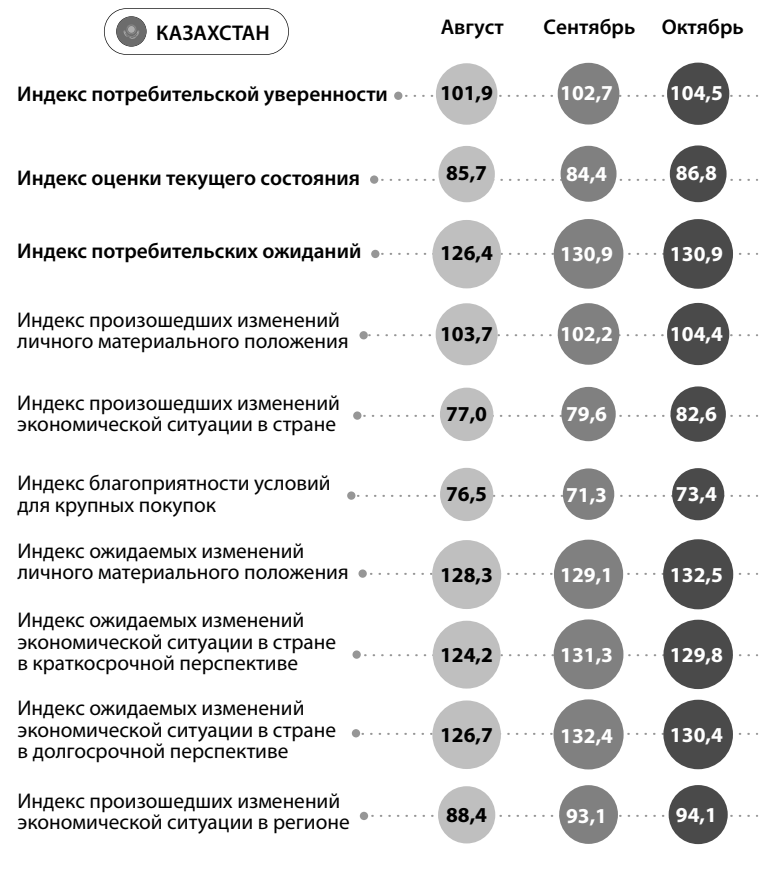 КАЗАХСТАН
Август Сентябрь Октябрь
Индекс потребительской уверенности 101,9 102,7 104,5
Индекс оценки текущего состояния 85,7 84,4 86,8
Индекс потребительских ожиданий 126,4 130,9 130,9
Индекс произошедших изменений
личного материального положения 103,7 102,2 104,4
Индекс произошедших изменений
экономической ситуации в стране 77,0 79,6 82,6
Индекс благоприятности условий
для крупных покупок 76,5 71,3 73,4
Индекс ожидаемых изменений
личного материального положения 128,3 129,1 132,5
Индекс ожидаемых изменений
экономической ситуации в стране
в краткосрочной перспективе 124,2 131,3 129,8
Индекс ожидаемых изменений
экономической ситуации в стране
в долгосрочной перспективе 126,7 132,4 130,4
Индекс произошедших изменений
экономической ситуации в регионе 88,4 93,1 94,1